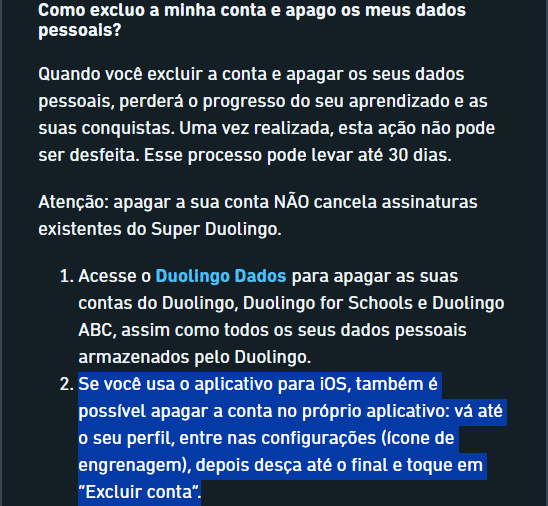 Como excluo a minha conta e apago os meus dados
pessoais?
Quando você excluir a conta e apagar os seus dados
pessoais, perderá o progresso do seu aprendizado e as
suas conquistas. Uma vez realizada, esta ação não pode
ser desfeita. Esse processo pode levar até 30 dias.
Atenção: apagar a sua conta NÃO cancela assinaturas
existentes do Super Duolingo.
1. Acesse o Duolingo Dados para apagar as suas
contas do Duolingo, Duolingo for Schools e Duolingo
ABC, assim como todos os seus dados pessoais
armazenados pelo Duolingo.
2. Se você usa o aplicativo para iOS, também é
possível apagar a conta no próprio aplicativo: vá até
o seu perfil, entre nas configurações (ícone de
engrenagem), depois desça até o final e toque em
“Excluir conta”.